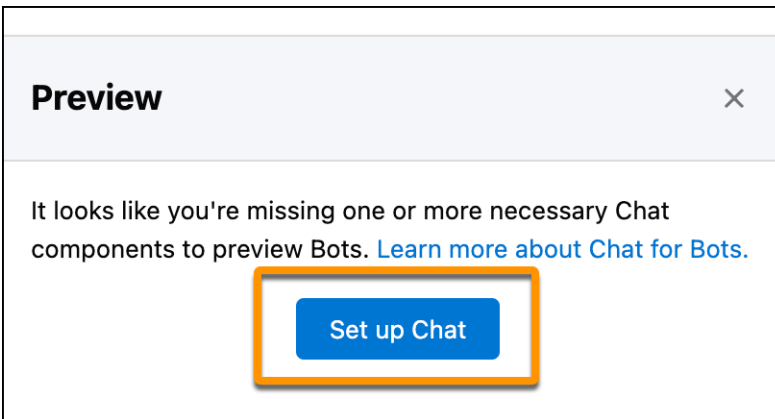 Preview
It looks like you're missing one or more necessary Chat
components to preview Bots. Learn more about Chat for Bots.
Set up Chat